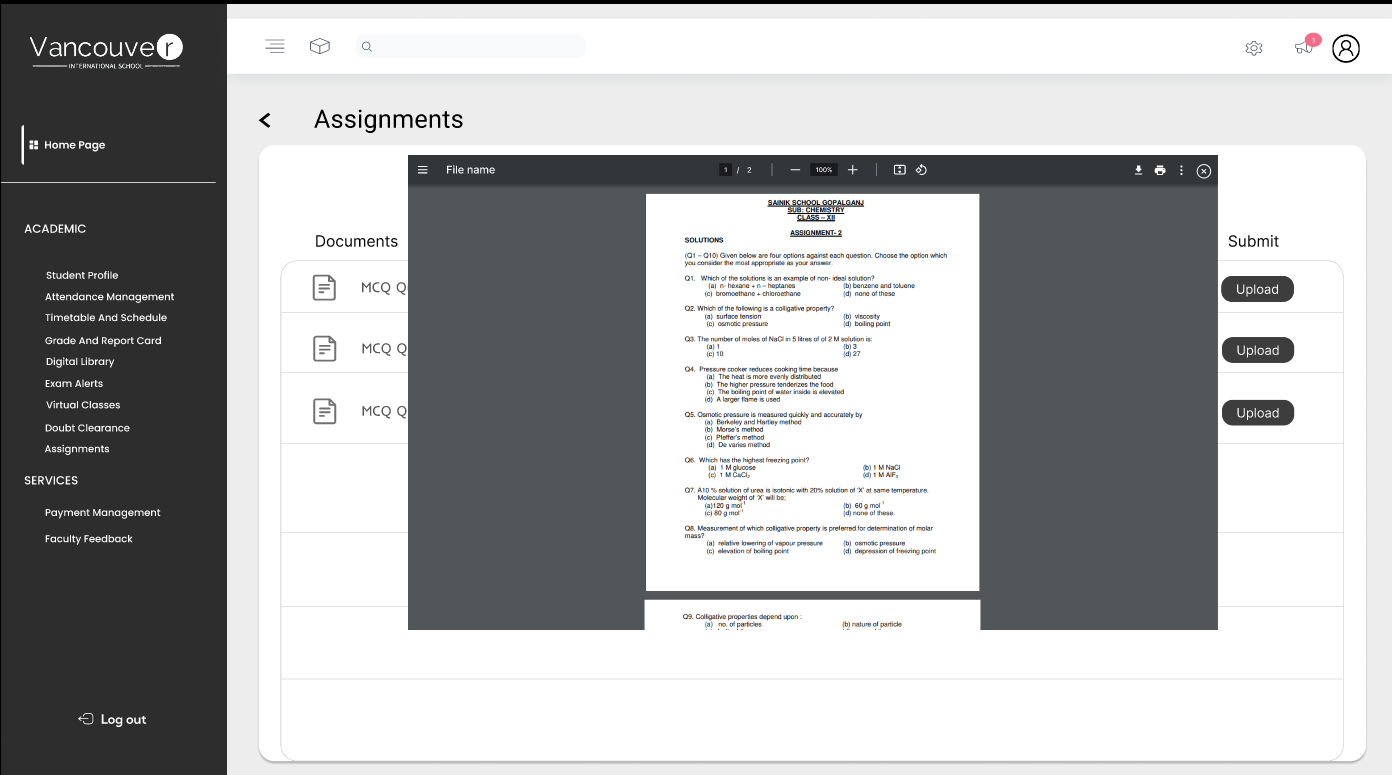 Vancouver
INTERNATIONAL SCHOOL
Home Page
ACADEMIC
Student Profile
Attendance Management
Timetable And Schedule
Grade And Report Card
Digital Library
Exam Alerts
Virtual Classes
Doubt Clearance
Assignments
SERVICES
Payment Management
Faculty Feedback
Log out
Assignments
Documents
Submit
MCQ Q
Upload
MCQ Q
Upload
MCQ Q
Upload
File name
1 / 2
100%
SAINIK SCHOOL GOPALGANJ
SUB: CHEMISTRY
CLASS – XII
ASSIGNMENT- 2
SOLUTIONS
(Q1 – Q10) Given below are four options against each question. Choose the option which
you consider the most appropriate as your answer.
Q1. Which of the solutions is an example of non- ideal solution?
(a) n- hexane + n – heptanes (b) benzene and toluene
(c) bromoethane + chloroethane (d) none of these
Q2. Which of the following is a colligative property?
(a) surface tension (b) viscosity
(c) osmotic pressure (d) boiling point
Q3. The number of moles of NaCl in 5 litres of of 2 M solution is:
(a) 1 (b) 3
(c) 10 (d) 27
Q4. Pressure cooker reduces cooking time because
(a) The heat is more evenly distributed
(b) The higher pressure tenderizes the food
(c) The boiling point of water inside is elevated
(d) A larger flame is used
Q5. Osmotic pressure is measured quickly and accurately by
(a) Berkeley and Hartley method
(b) Morse's method
(c) Pfeffer's method
(d) De varies method
Q6. Which has the highest freezing point?
(a) 1 M glucose (b) 1 M NaCl
(c) 1 M CaCl₂ (d) 1 M AlF₃
Q7. A10 % solution of urea is isotonic with 20% solution of 'X' at same temperature.
Molecular weight of 'X' will be;
(a)120 g mol⁻¹ (b) 60 g mol⁻¹
(c) 80 g mol⁻¹ (d) none of these.
Q8. Measurement of which colligative property is preferred for determination of molar
mass?
(a) relative lowering of vapour pressure (b) osmotic pressure
(c) elevation of boiling point (d) depression of freezing point
Q9. Colligative properties depend upon :
(a) no. of particles (b) nature of particle